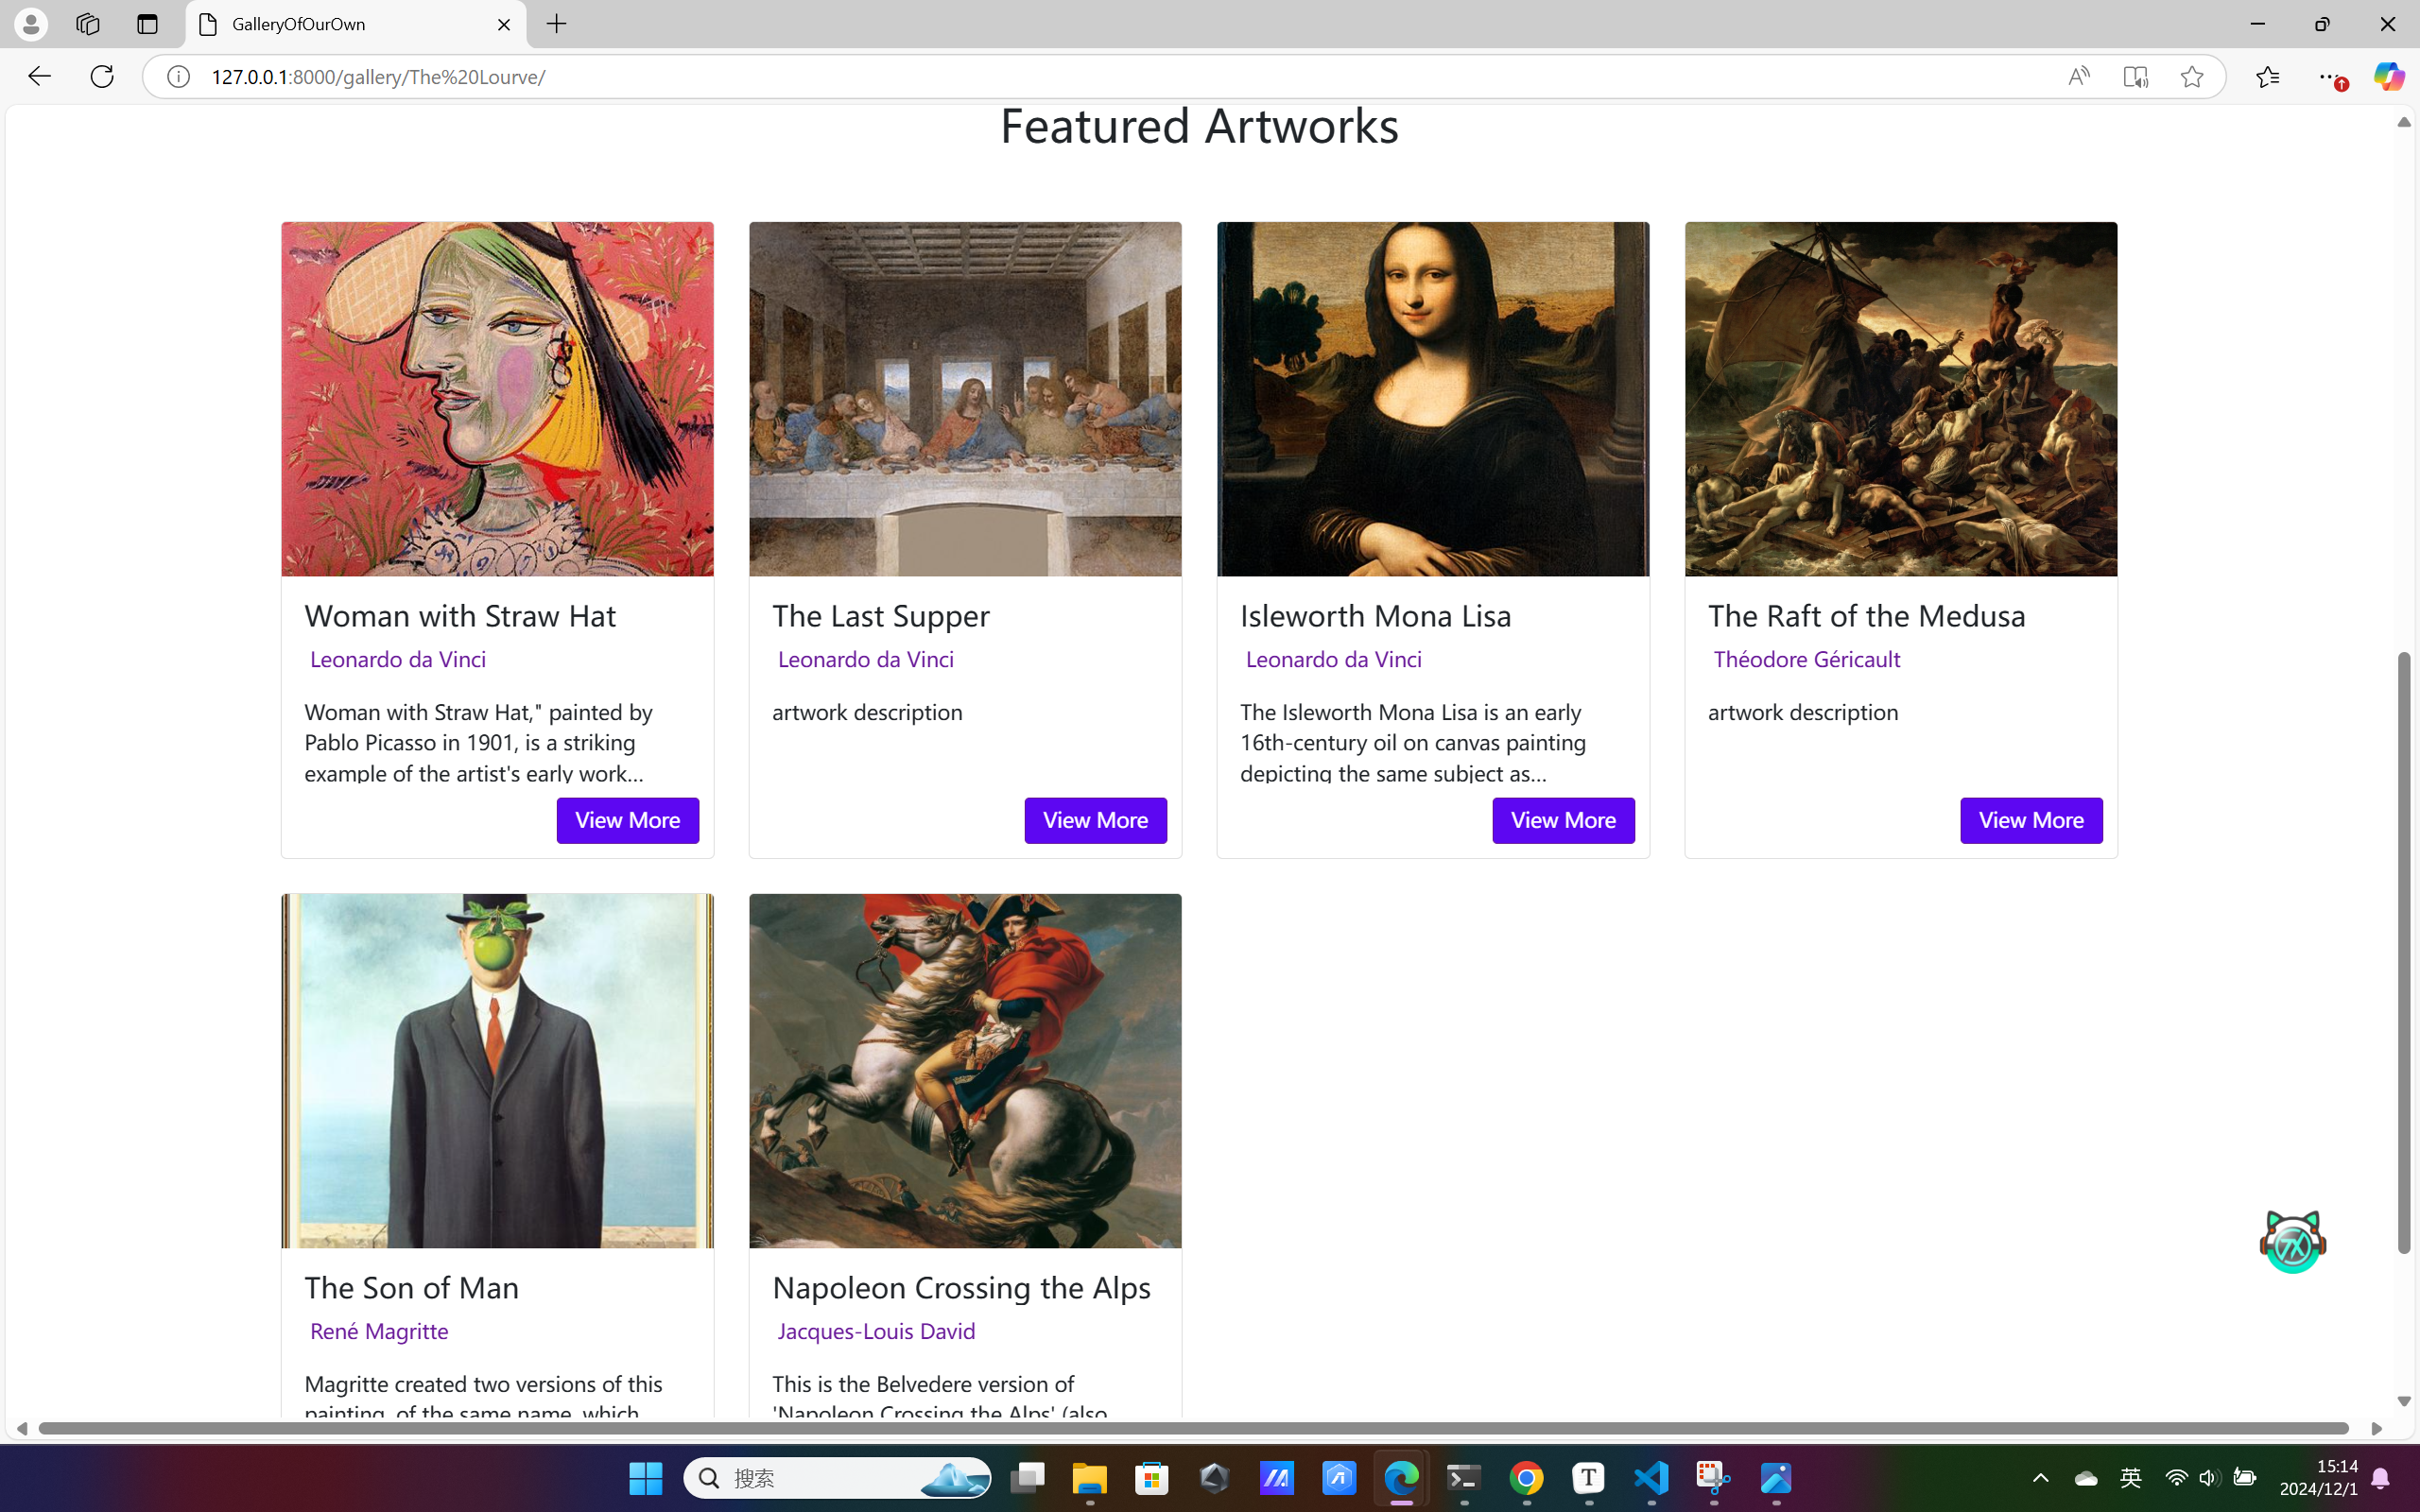 GalleryOfOurOwn
127.0.0.1:8000/gallery/The%20Lourve/
Featured Artworks
Woman with Straw Hat
Leonardo da Vinci
Woman with Straw Hat," painted by
Pablo Picasso in 1901, is a striking
example of the artist's early work...
View More
The Last Supper
Leonardo da Vinci
artwork description
View More
Isleworth Mona Lisa
Leonardo da Vinci
The Isleworth Mona Lisa is an early
16th-century oil on canvas painting
depicting the same subject as...
View More
The Raft of the Medusa
Théodore Géricault
artwork description
View More
The Son of Man
René Magritte
Magritte created two versions of this
painting, of the same name, which
Napoleon Crossing the Alps
Jacques-Louis David
This is the Belvedere version of
'Napoleon Crossing the Alps' (also
7X
搜索
英
15:14
2024/12/1